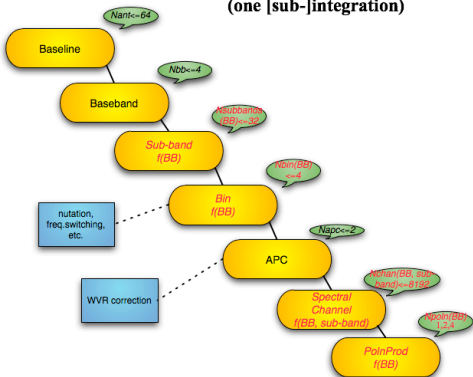 (one [sub-]integration)
Nant<=64
Baseline
Nbb<=4
Baseband
Nsubbands
(BB)<=32
Sub-band
f(BB)
Nbin(BB)
<=4
Bin
f(BB)
nutation,
freq.switching,
etc.
Napc<=2
APC
WVR correction
Nchan(BB, sub-
band)<=8192
Spectral
Channel
f(BB, sub-band)
Npoln(BB)
1,2,4
PolnProd
f(BB)